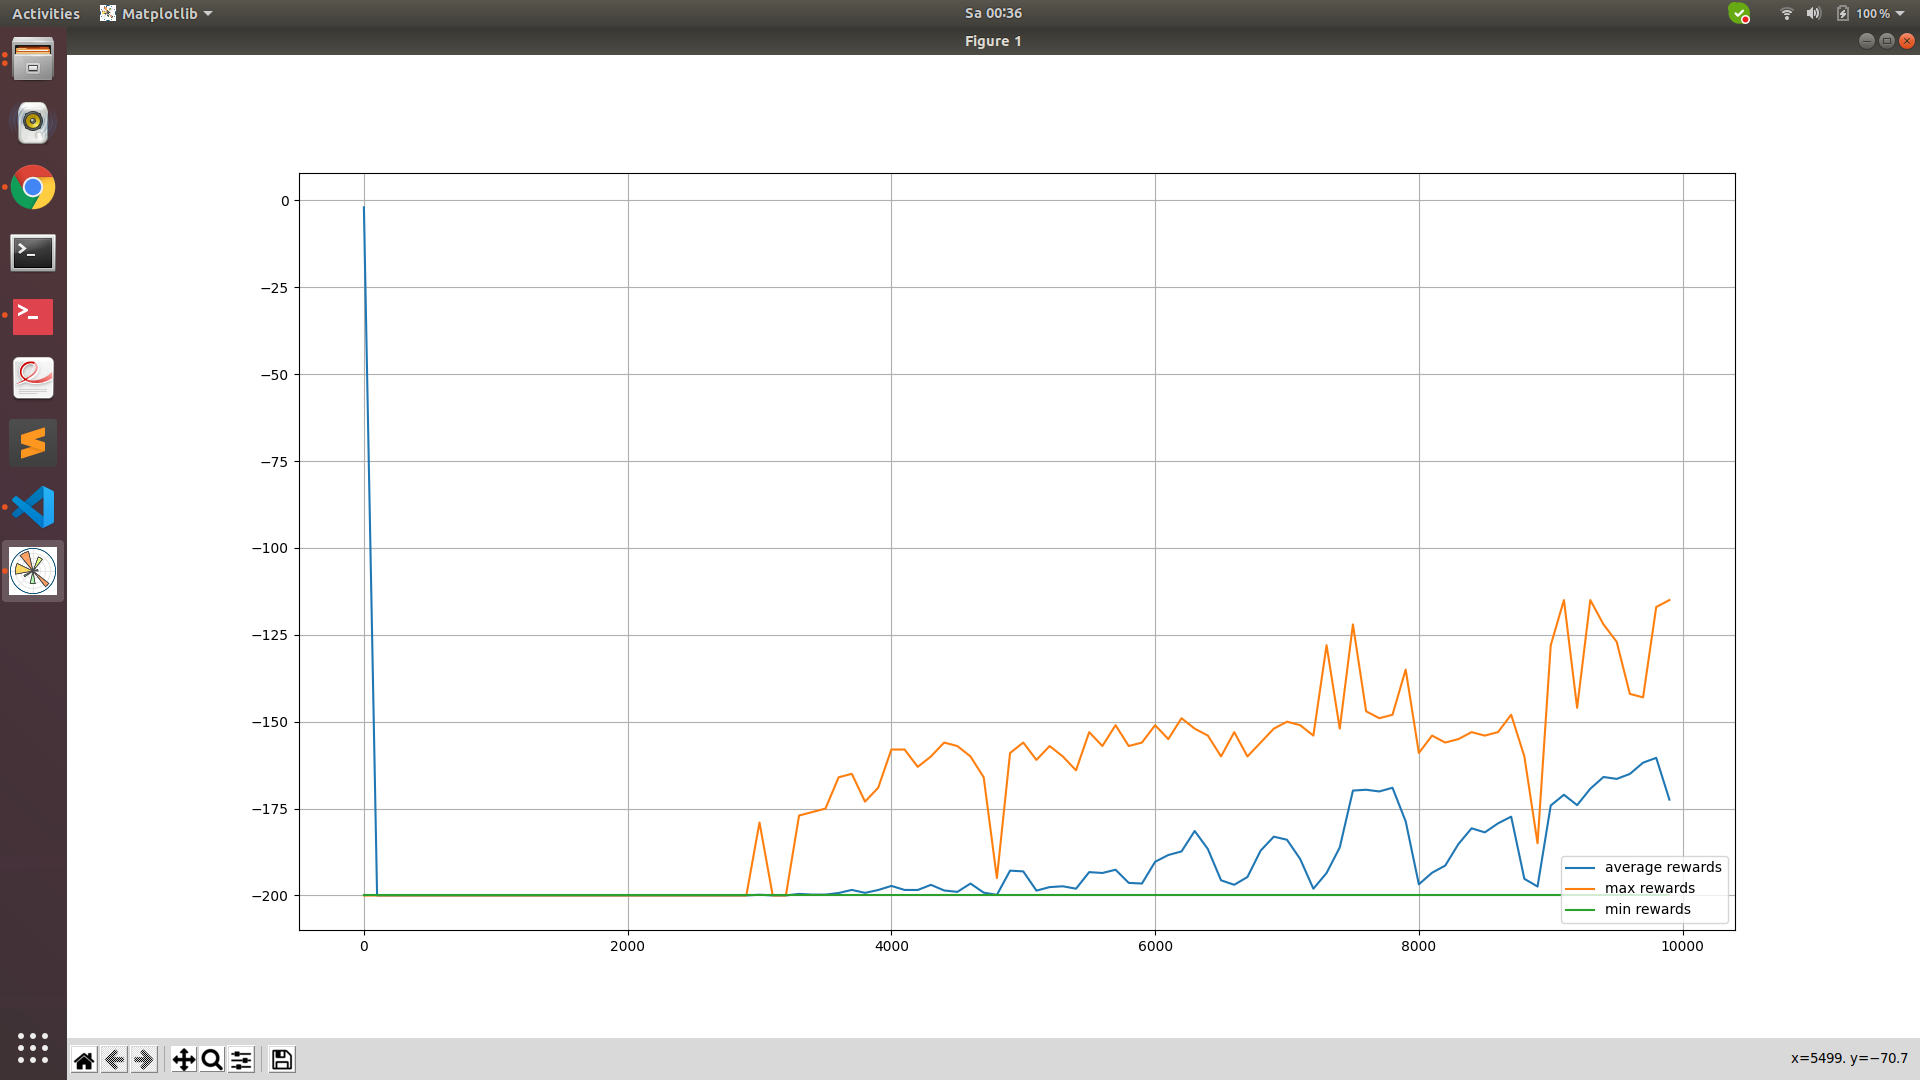 Activities Matplotlib Sa 00:36 100 %
Figure 1
0
−25
−50
−75
−100
−125
−150
−175
−200
average rewards
max rewards
min rewards
0 2000 4000 6000 8000 10000
x=5499. y=−70.7